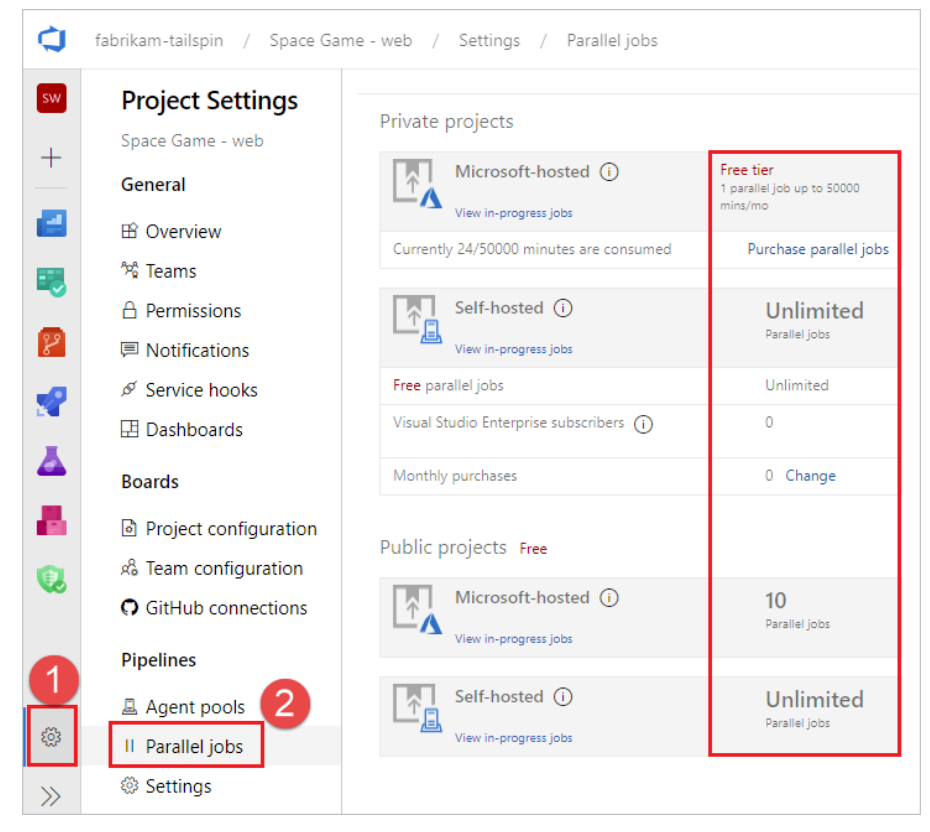 fabrikam-tailspin / Space Game - web / Settings / Parallel jobs
SW
Project Settings
Space Game - web
General
Overview
Teams
Permissions
Notifications
Service hooks
Dashboards
Boards
Project configuration
Team configuration
GitHub connections
Pipelines
1
Agent pools
2
Parallel jobs
Settings
Private projects
Microsoft-hosted
View in-progress jobs
Free tier
1 parallel job up to 50000
mins/mo
Currently 24/50000 minutes are consumed
Purchase parallel jobs
Self-hosted
View in-progress jobs
Unlimited
Parallel jobs
Free parallel jobs
Unlimited
Visual Studio Enterprise subscribers
0
Monthly purchases
0 Change
Public projects Free
Microsoft-hosted
View in-progress jobs
10
Parallel jobs
Self-hosted
View in-progress jobs
Unlimited
Parallel jobs